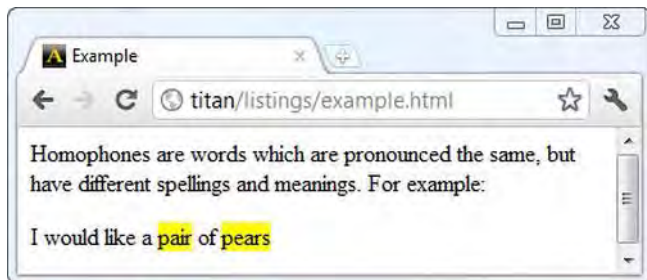 A Example
titan/listings/example.html
Homophones are words which are pronounced the same, but
have different spellings and meanings. For example:
I would like a pair of pears